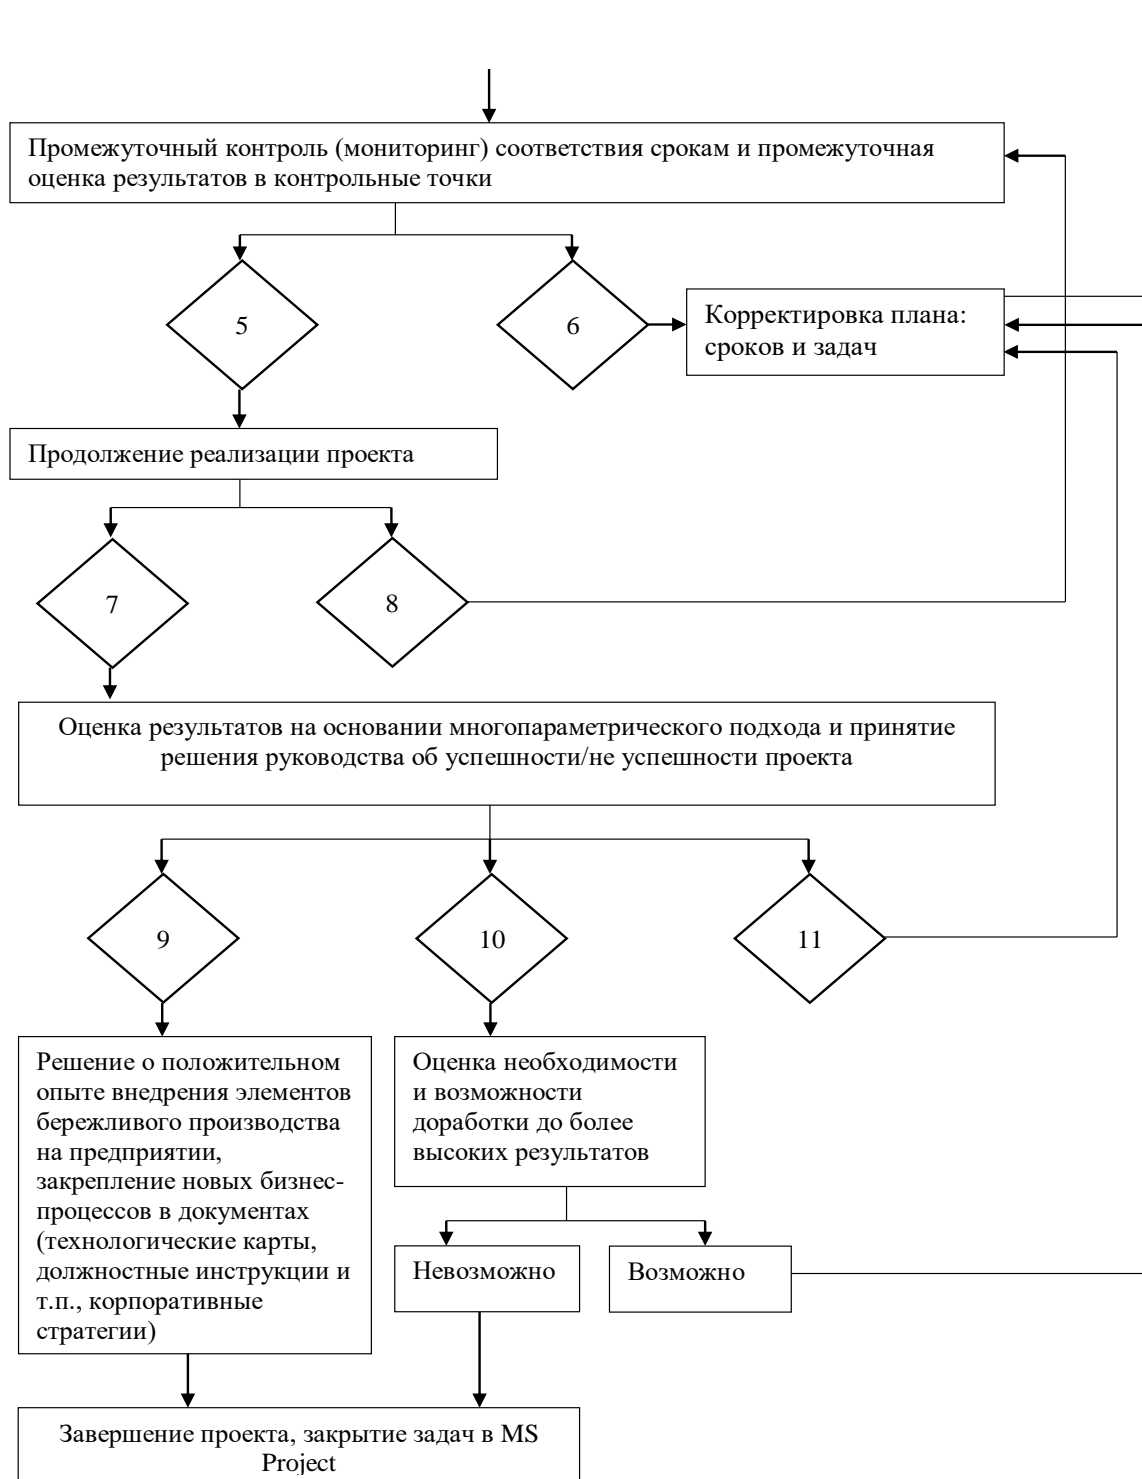 Промежуточный контроль (мониторинг) соответствия срокам и промежуточная
оценка результатов в контрольные точки
5
6
Корректировка плана:
сроков и задач
Продолжение реализации проекта
7
8
Оценка результатов на основании многопараметрического подхода и принятие
решения руководства об успешности/не успешности проекта
9
10
11
Решение о положительном
опыте внедрения элементов
бережливого производства
на предприятии,
закрепление новых бизнес-
процессов в документах
(технологические карты,
должностные инструкции и
т.п., корпоративные
стратегии)
Оценка необходимости
и возможности
доработки до более
высоких результатов
Невозможно
Возможно
Завершение проекта, закрытие задач в MS
Project